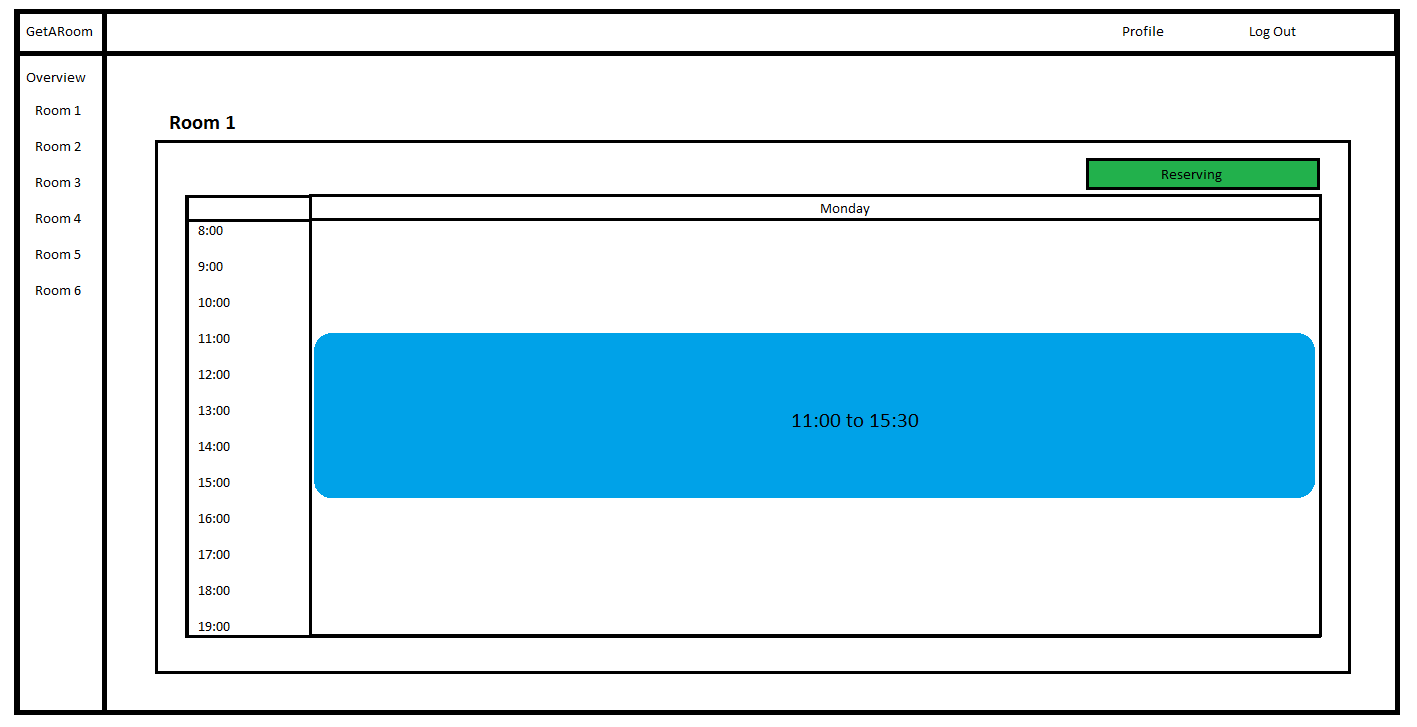 GetARoom
Profile
Log Out
Overview
Room 1
Room 2
Room 3
Room 4
Room 5
Room 6
Room 1
Reserving
Monday
8:00
9:00
10:00
11:00
12:00
13:00
14:00
15:00
16:00
17:00
18:00
19:00
11:00 to 15:30